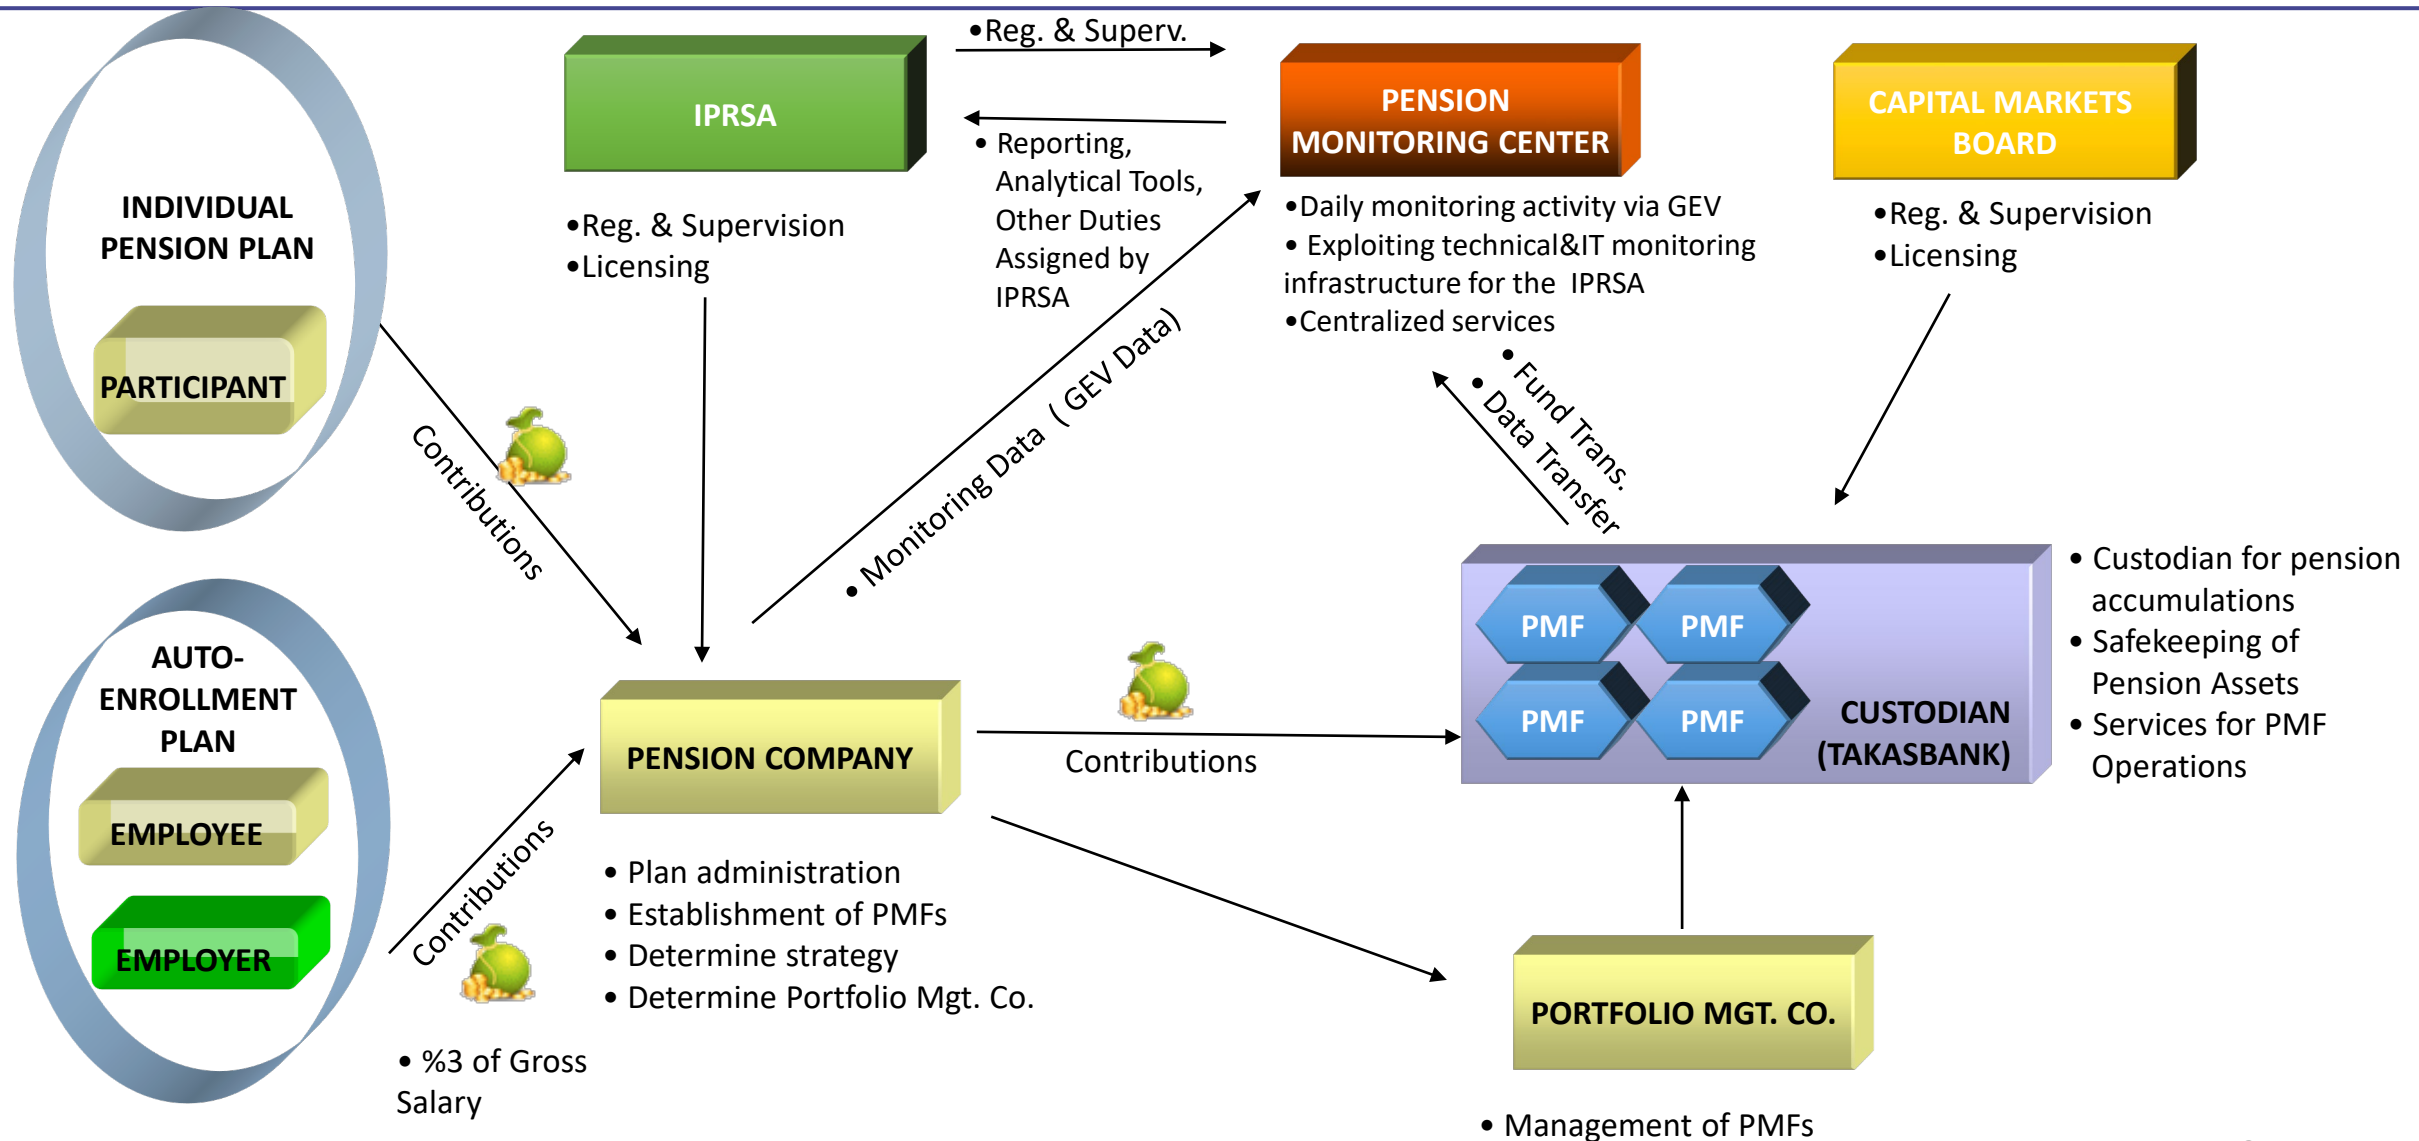 •Reg. & Superv.
IPRSA
PENSION
MONITORING CENTER
CAPITAL MARKETS
BOARD
• Reporting,
Analytical Tools,
Other Duties
Assigned by
IPRSA
INDIVIDUAL
PENSION PLAN
PARTICIPANT
•Reg. & Supervision
•Licensing
•Daily monitoring activity via GEV
• Exploiting technical&IT monitoring
infrastructure for the IPRSA
•Centralized services
•Reg. & Supervision
•Licensing
Contributions
• Monitoring Data ( GEV Data)
• Fund Trans.
• Data Transfer
AUTO-
ENROLLMENT
PLAN
EMPLOYEE
EMPLOYER
Contributions
• %3 of Gross
Salary
PENSION COMPANY
• Plan administration
• Establishment of PMFs
• Determine strategy
• Determine Portfolio Mgt. Co.
Contributions
PMF
PMF
PMF
PMF
CUSTODIAN
(TAKASBANK)
• Custodian for pension
accumulations
• Safekeeping of
Pension Assets
• Services for PMF
Operations
PORTFOLIO MGT. CO.
• Management of PMFs